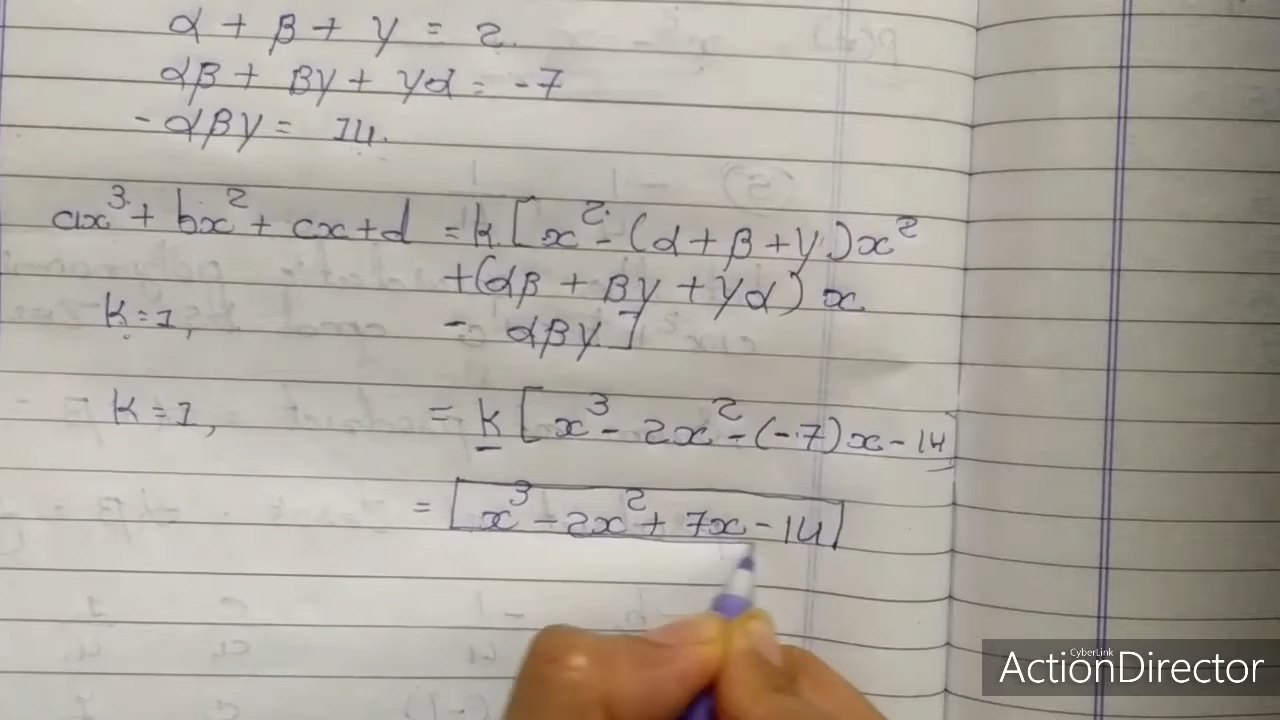 α + β + γ = 2.
αβ + βγ + γα = -7
- αβγ = 14.
ax³ + bx² + cx + d = k [ x² - (α + β + γ)x²
+ (αβ + βγ + γα) x
K = 1, - αβγ ]
K = 1, = k [ x³ - 2x² - (-7)x - 14
= [ x³ - 2x² + 7x - 14 ]
CyberLink
ActionDirector